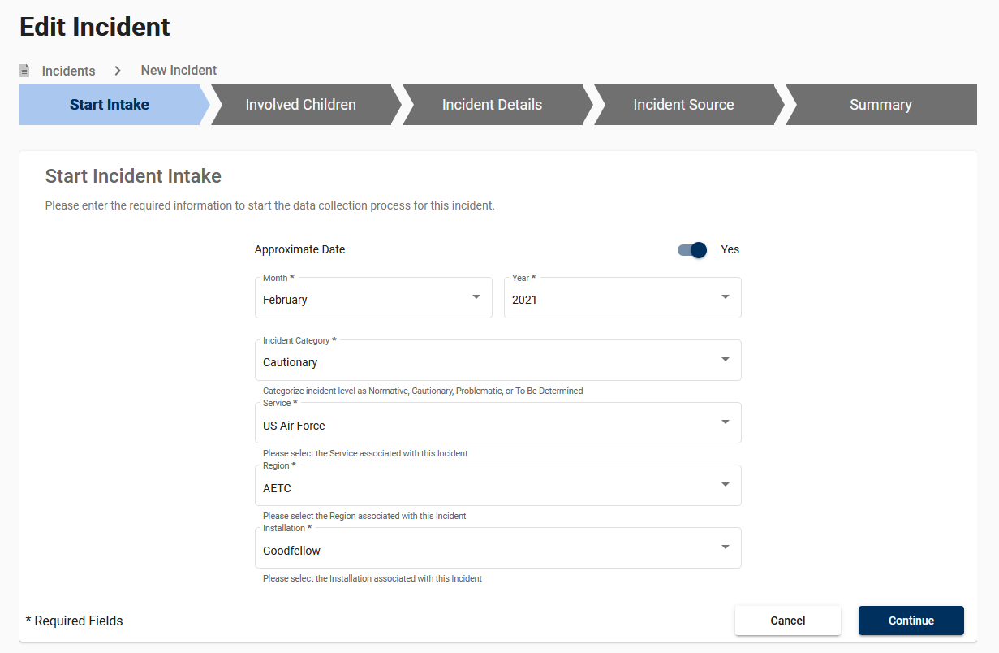 Edit Incident
Incidents > New Incident
Start Intake Involved Children Incident Details Incident Source Summary
Start Incident Intake
Please enter the required information to start the data collection process for this incident.
Approximate Date Yes
Month * Year *
February 2021
Incident Category *
Cautionary
Categorize incident level as Normative, Cautionary, Problematic, or To Be Determined
Service *
US Air Force
Please select the Service associated with this Incident
Region *
AETC
Please select the Region associated with this Incident
Installation *
Goodfellow
Please select the Installation associated with this Incident
* Required Fields Cancel Continue